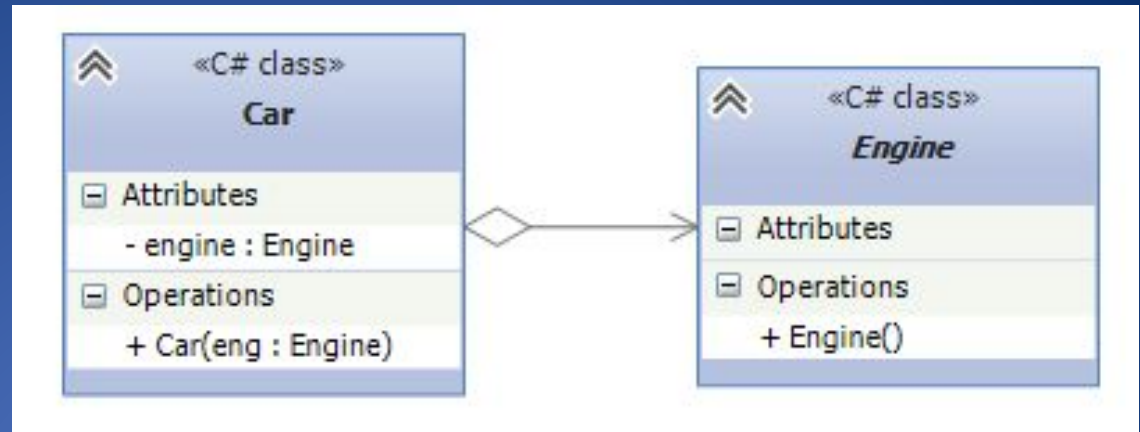 «C# class»
Car
Attributes
- engine : Engine
Operations
+ Car(eng : Engine)
«C# class»
Engine
Attributes
Operations
+ Engine()